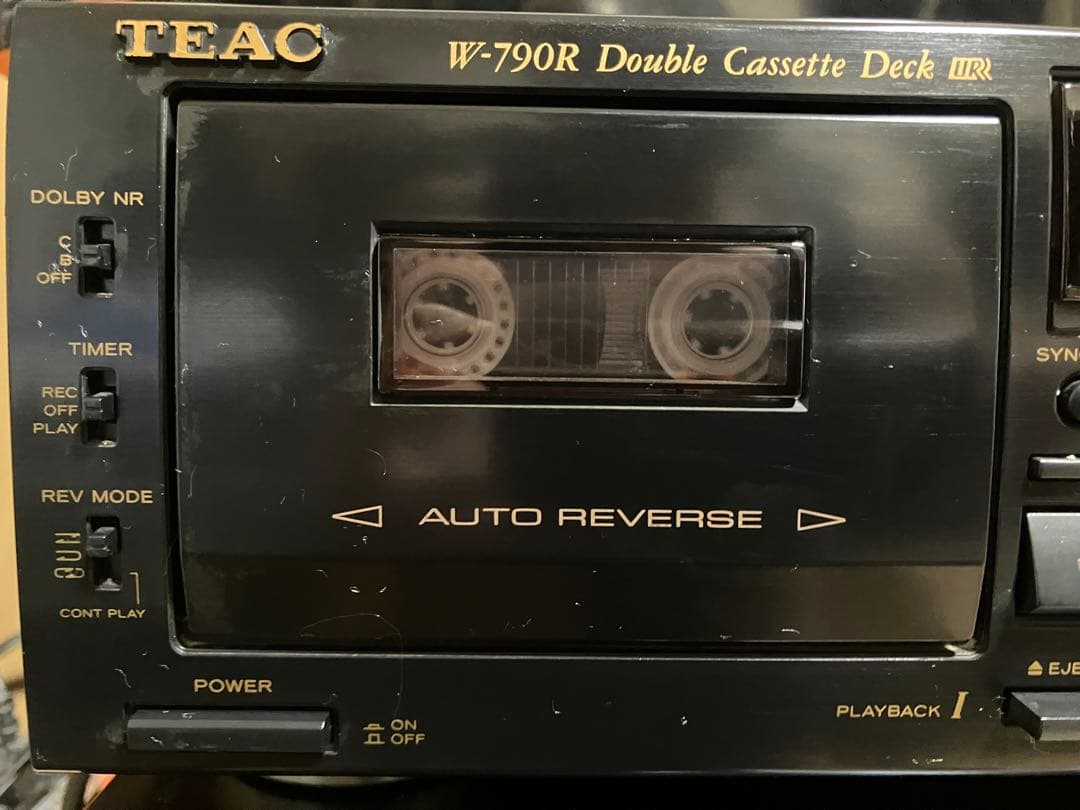 TEAC
W-790R Double Cassette Deck
DOLBY NR
C
B
OFF
TIMER
REC
OFF
PLAY
REV MODE
CONT PLAY
AUTO REVERSE
POWER
ON
OFF
PLAYBACK I
SYN
EJE